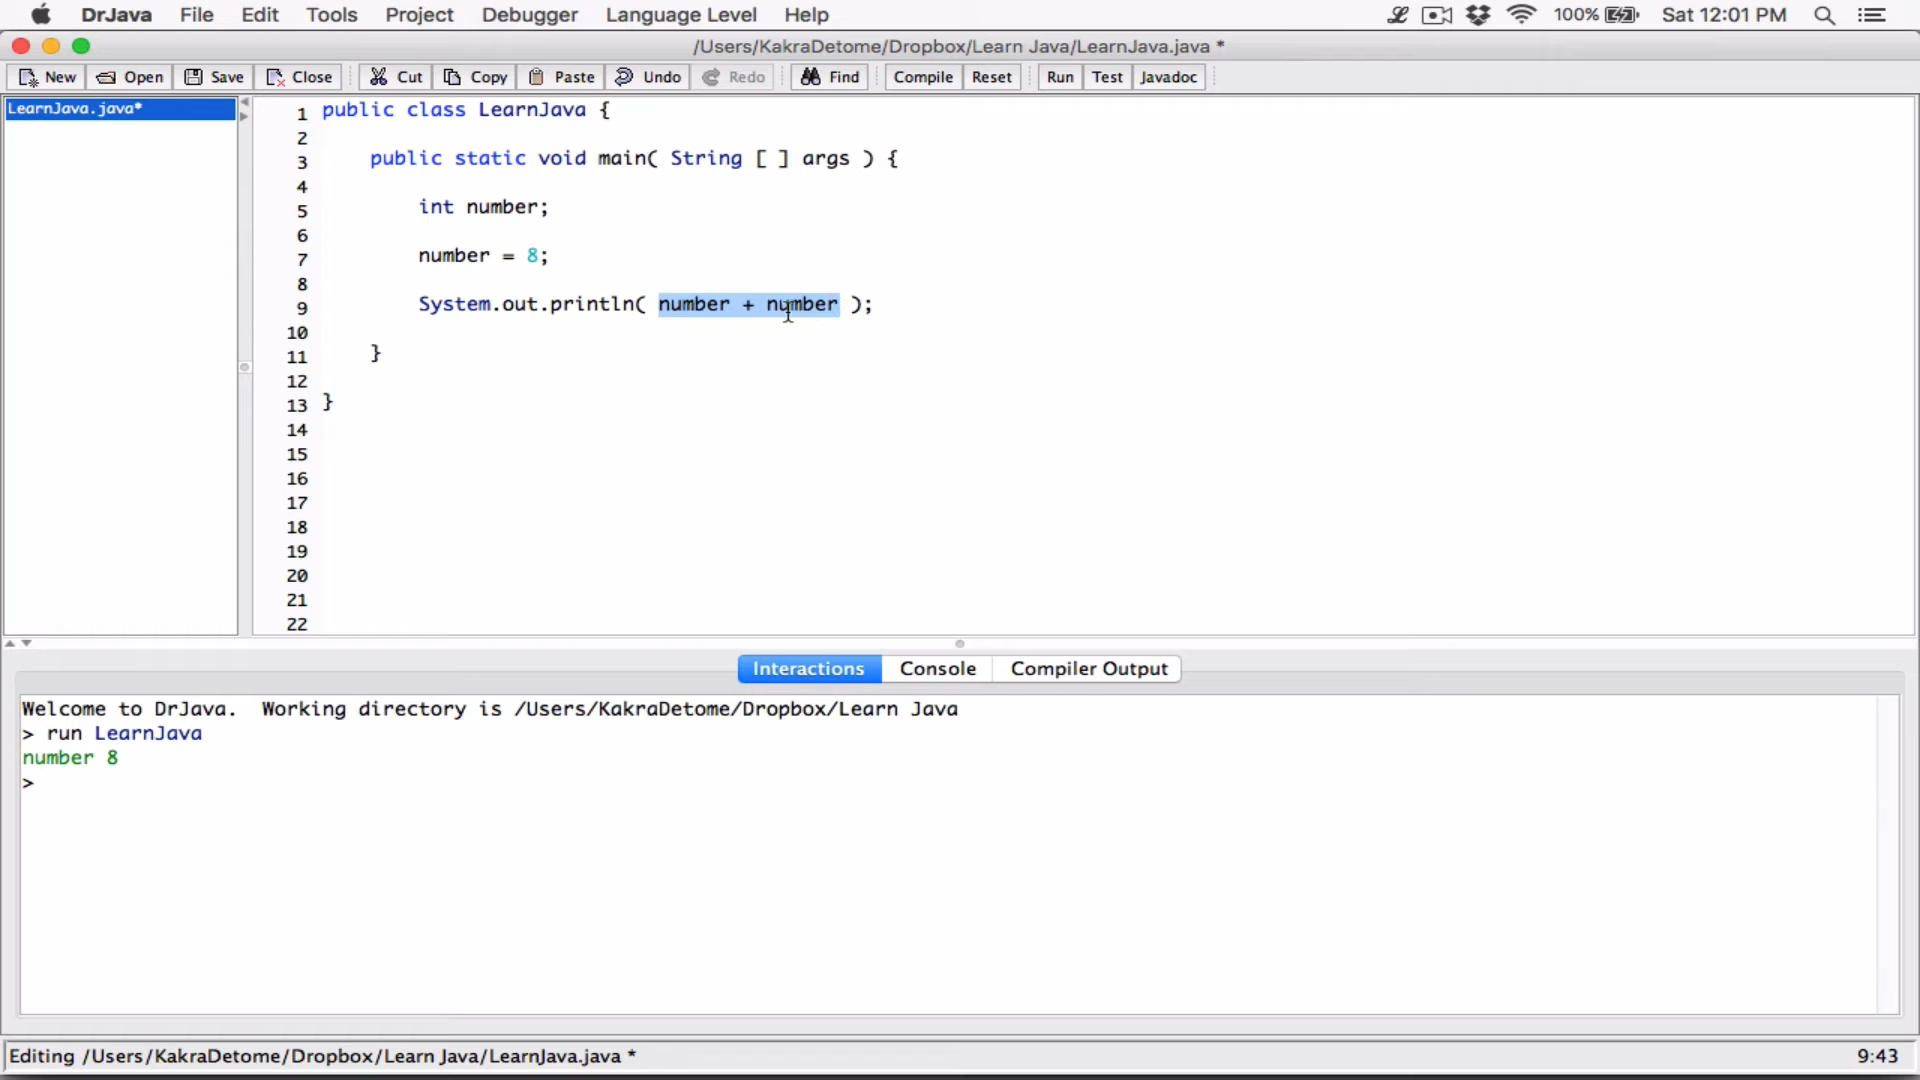 DrJava File Edit Tools Project Debugger Language Level Help 100% Sat 12:01 PM
/Users/KakraDetome/Dropbox/Learn Java/LearnJava.java *
New Open Save Close Cut Copy Paste Undo Redo Find Compile Reset Run Test Javadoc
LearnJava.java*
1 public class LearnJava {
2
3 public static void main( String [ ] args ) {
4
5 int number;
6
7 number = 8;
8
9 System.out.println( number + number );
10
11 }
12
13 }
14
15
16
17
18
19
20
21
22
Interactions Console Compiler Output
Welcome to DrJava. Working directory is /Users/KakraDetome/Dropbox/Learn Java
> run LearnJava
number 8
>
Editing /Users/KakraDetome/Dropbox/Learn Java/LearnJava.java * 9:43